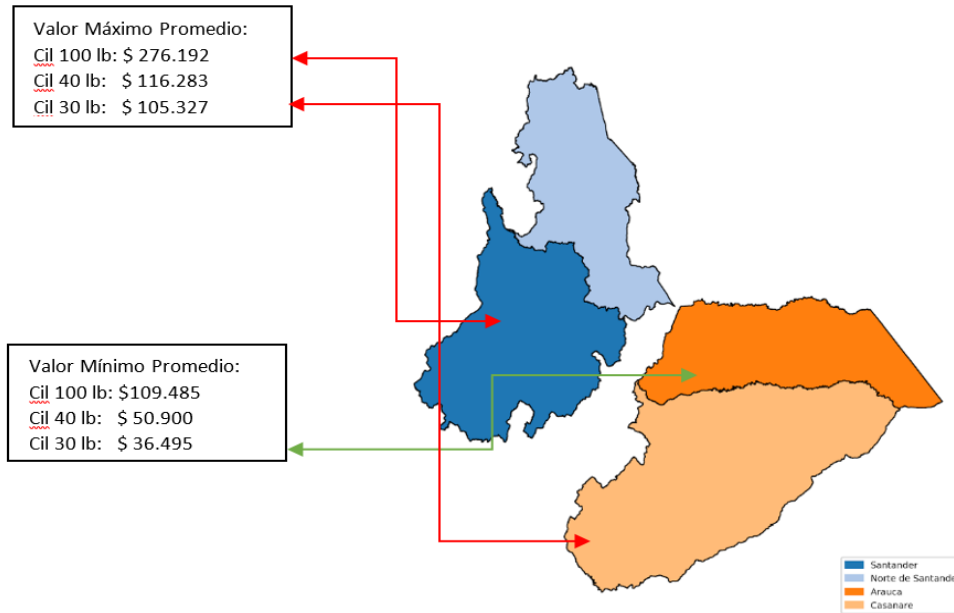 Valor Máximo Promedio:
Cil 100 lb: $ 276.192
Cil 40 lb: $ 116.283
Cil 30 lb: $ 105.327
Valor Mínimo Promedio:
Cil 100 lb: $109.485
Cil 40 lb: $ 50.900
Cil 30 lb: $ 36.495
Santander
Norte de Santande
Arauca
Casanare